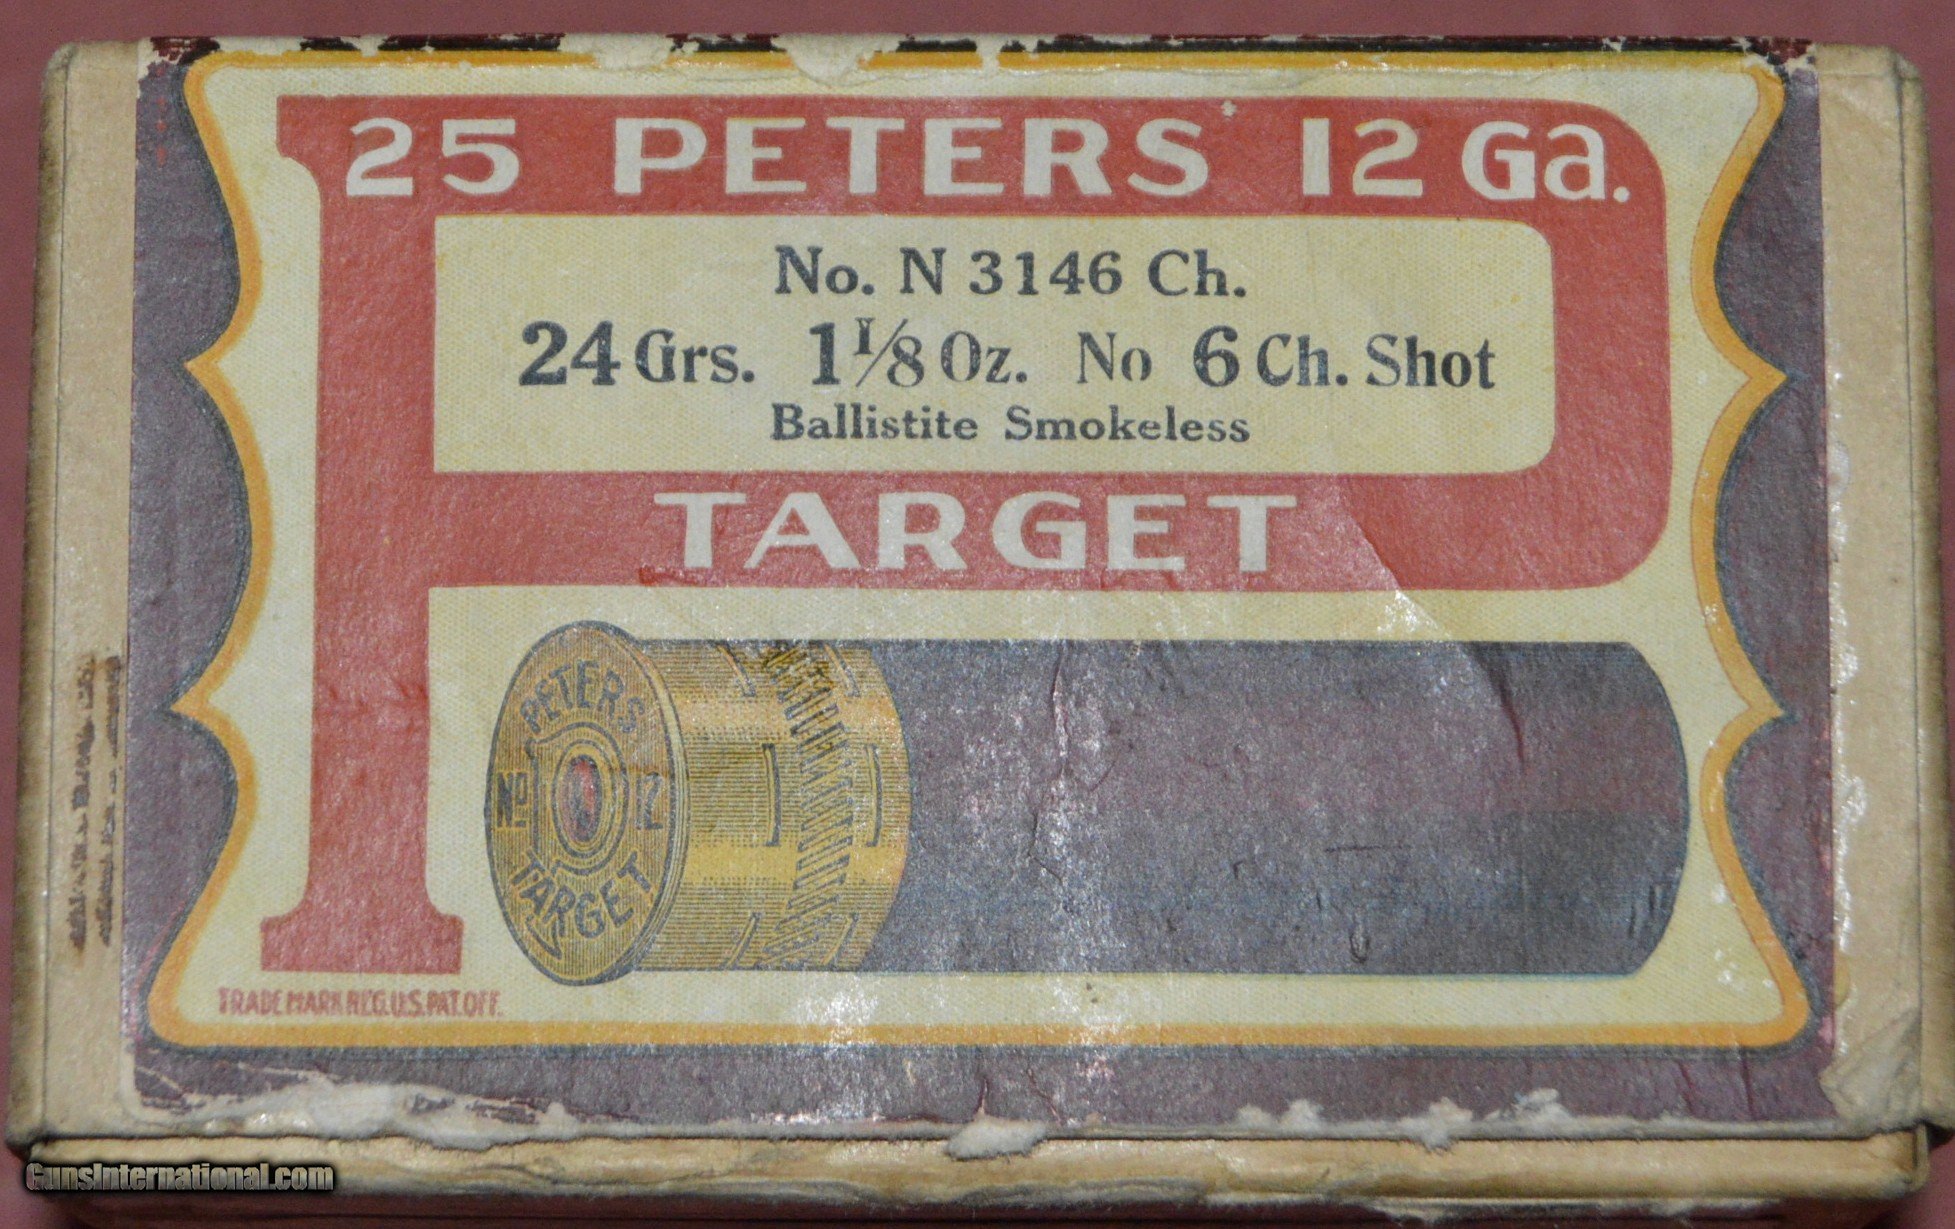 25 PETERS 12 Ga.
No. N 3146 Ch.
24 Grs. 1 1/8 Oz. No 6 Ch. Shot
Ballistite Smokeless
TARGET
PETERS
No 12
TARGET
TRADE MARK REG. U.S. PAT. OFF.
GunsInternational.com